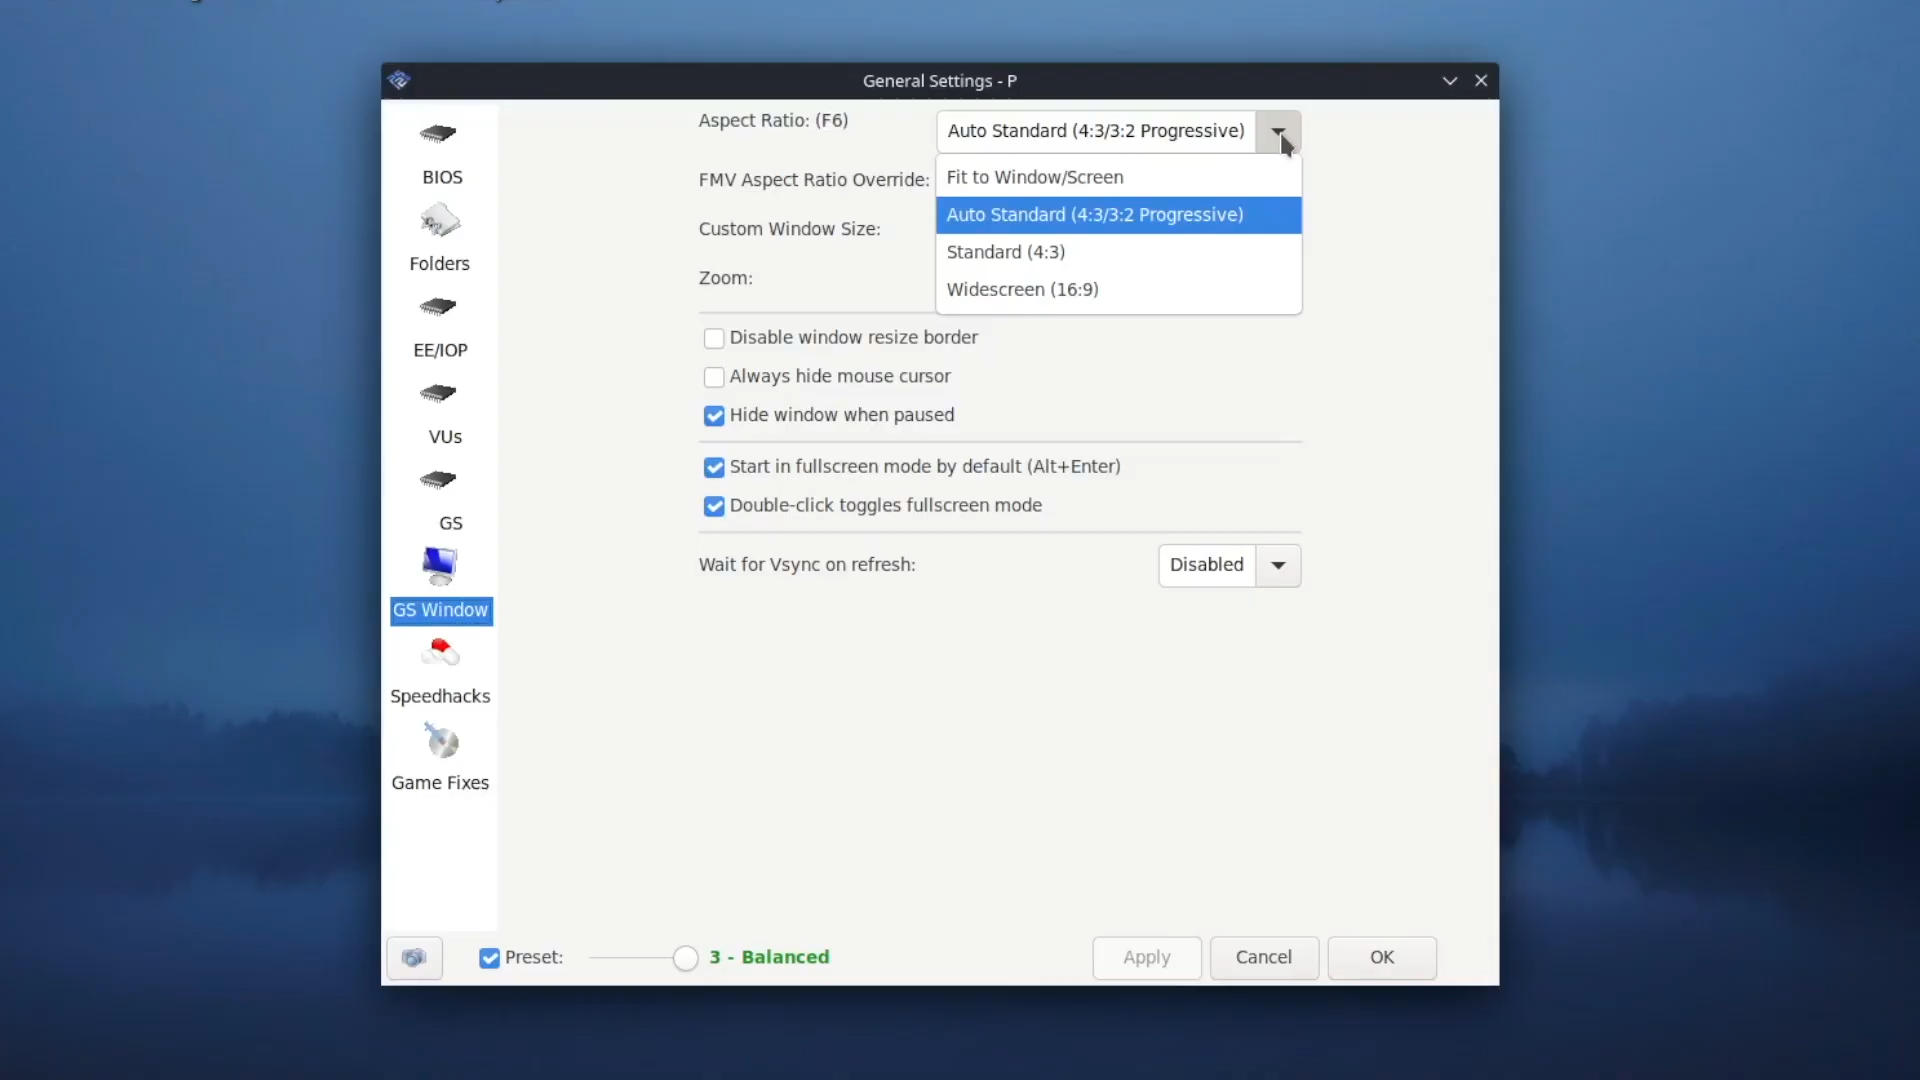 General Settings - P
BIOS
Folders
EE/IOP
VUs
GS
GS Window
Speedhacks
Game Fixes
Aspect Ratio: (F6)
Auto Standard (4:3/3:2 Progressive)
Fit to Window/Screen
Auto Standard (4:3/3:2 Progressive)
Standard (4:3)
Widescreen (16:9)
FMV Aspect Ratio Override:
Custom Window Size:
Zoom:
Disable window resize border
Always hide mouse cursor
Hide window when paused
Start in fullscreen mode by default (Alt+Enter)
Double-click toggles fullscreen mode
Wait for Vsync on refresh:
Disabled
Preset:
3 - Balanced
Apply
Cancel
OK